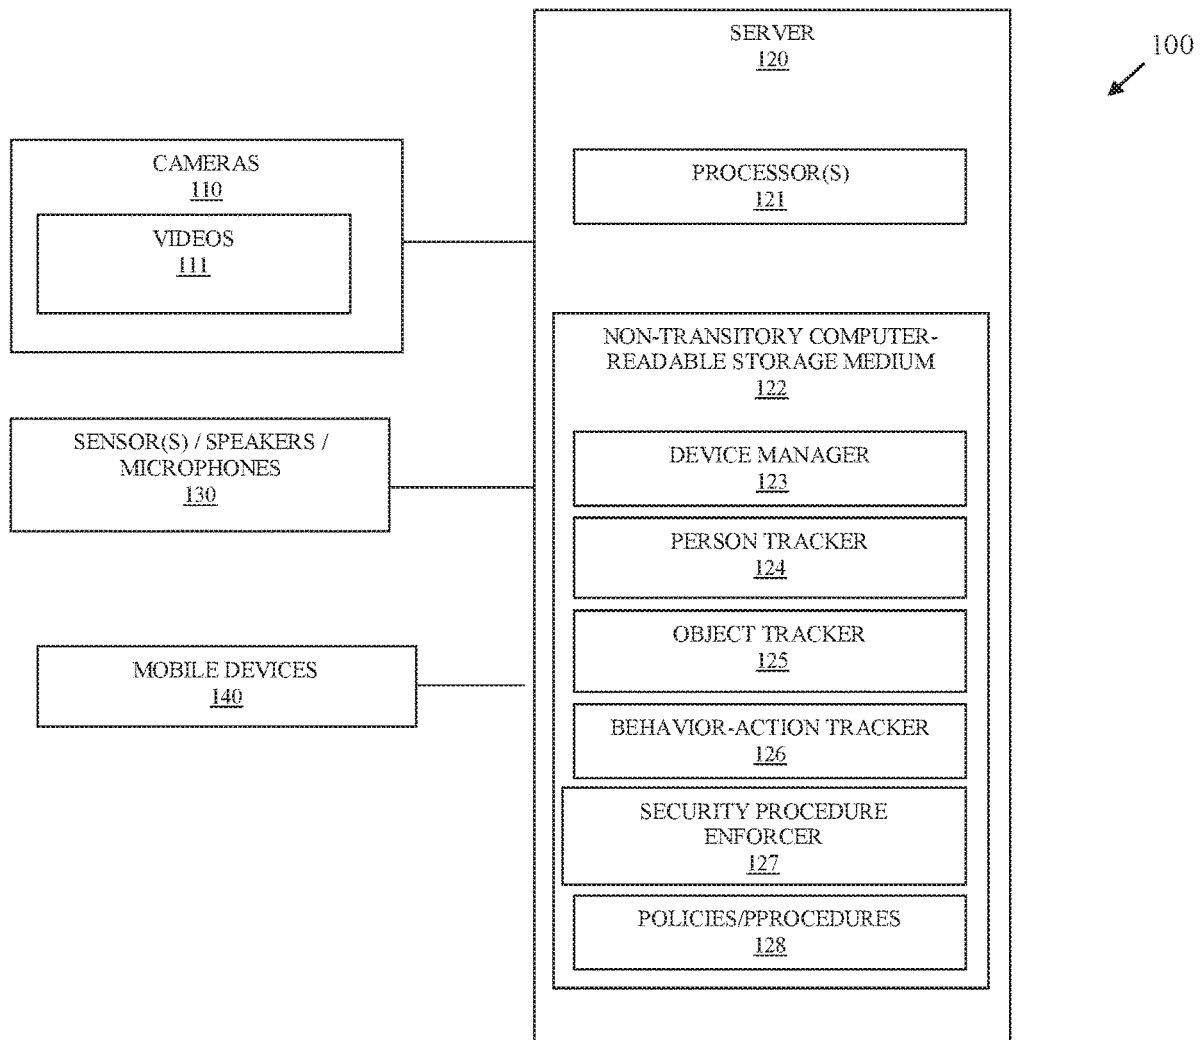 100
SERVER
120
CAMERAS
110
VIDEOS
111
PROCESSOR(S)
121
SENSOR(S) / SPEAKERS /
MICROPHONES
130
MOBILE DEVICES
140
NON-TRANSITORY COMPUTER-
READABLE STORAGE MEDIUM
122
DEVICE MANAGER
123
PERSON TRACKER
124
OBJECT TRACKER
125
BEHAVIOR-ACTION TRACKER
126
SECURITY PROCEDURE
ENFORCER
127
POLICIES/PPROCEDURES
128